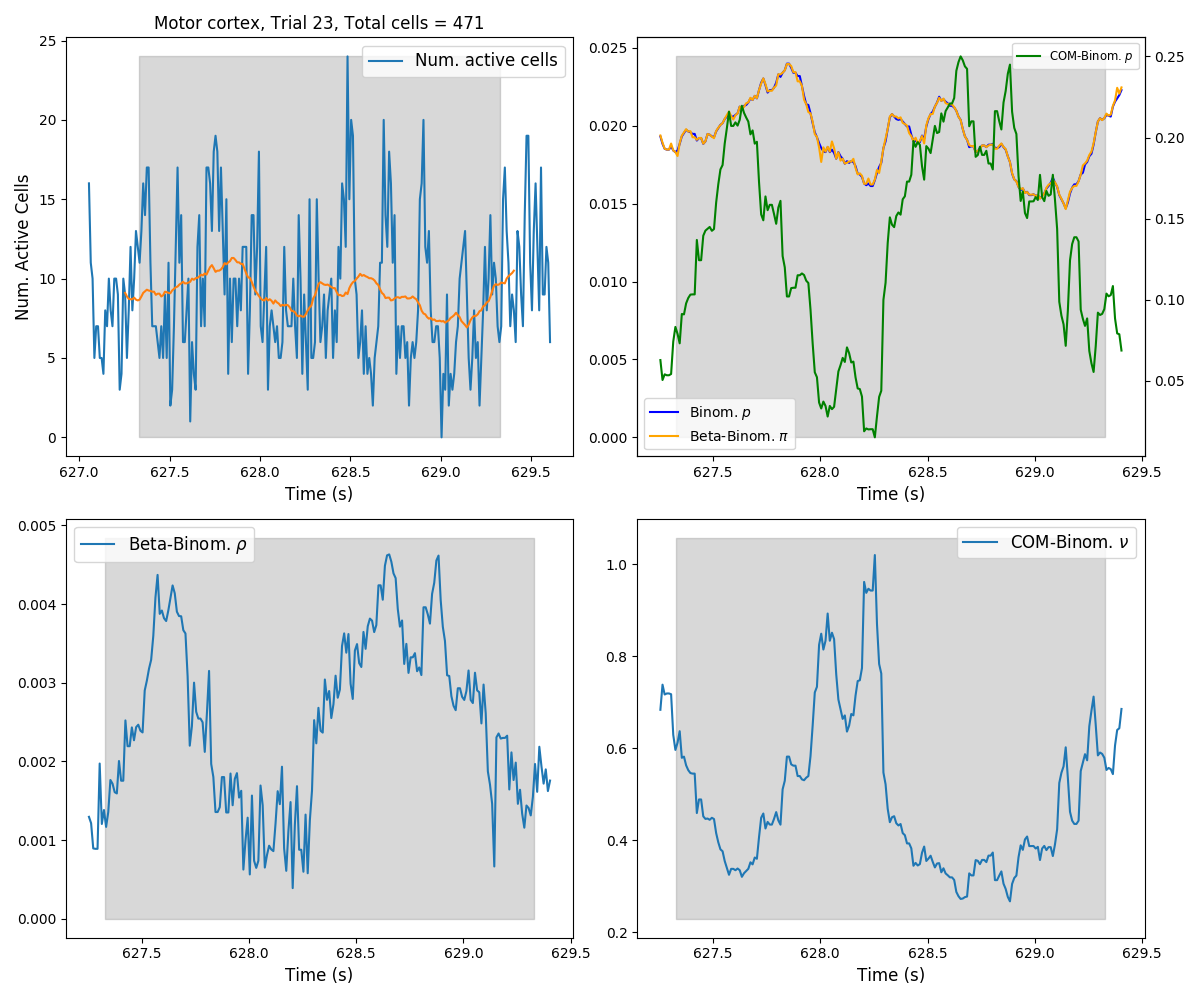 Motor cortex, Trial 23, Total cells = 471
Num. active cells
Num. Active Cells
25
20
15
10
5
0
627.0 627.5 628.0 628.5 629.0 629.5
Time (s)
COM-Binom. p
0.025
0.020
0.015
0.010
0.005
0.000
0.25
0.20
0.15
0.10
0.05
Binom. p
Beta-Binom. π
627.5 628.0 628.5 629.0 629.5
Time (s)
Beta-Binom. ρ
0.005
0.004
0.003
0.002
0.001
0.000
627.5 628.0 628.5 629.0 629.5
Time (s)
COM-Binom. ν
1.0
0.8
0.6
0.4
0.2
627.5 628.0 628.5 629.0 629.5
Time (s)